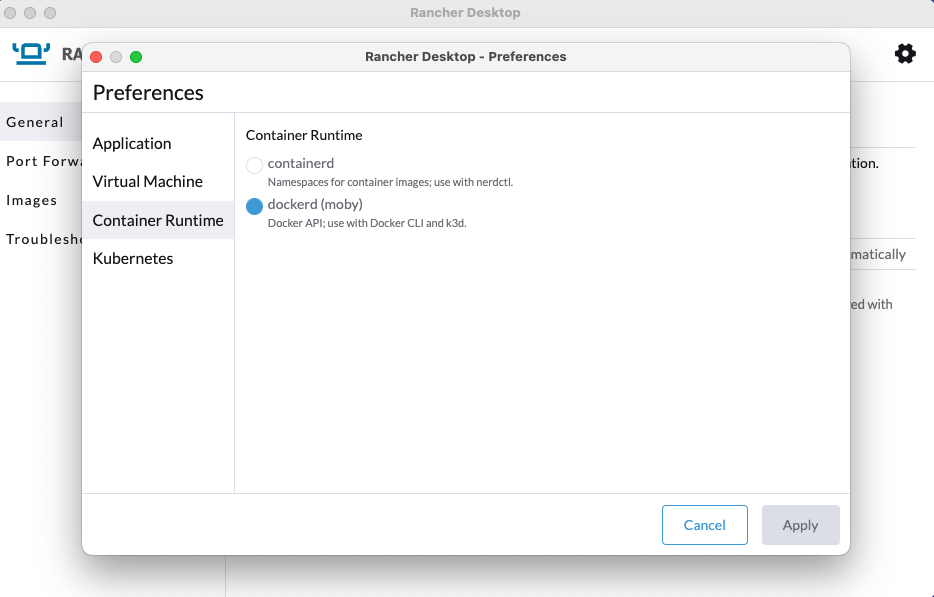 Rancher Desktop
RA
Rancher Desktop - Preferences
Preferences
General
Port Forwa
Images
Troublesho
Application
Virtual Machine
Container Runtime
Kubernetes
Container Runtime
containerd
Namespaces for container images; use with nerdctl.
dockerd (moby)
Docker API; use with Docker CLI and k3d.
tion.
matically
ed with
Cancel
Apply